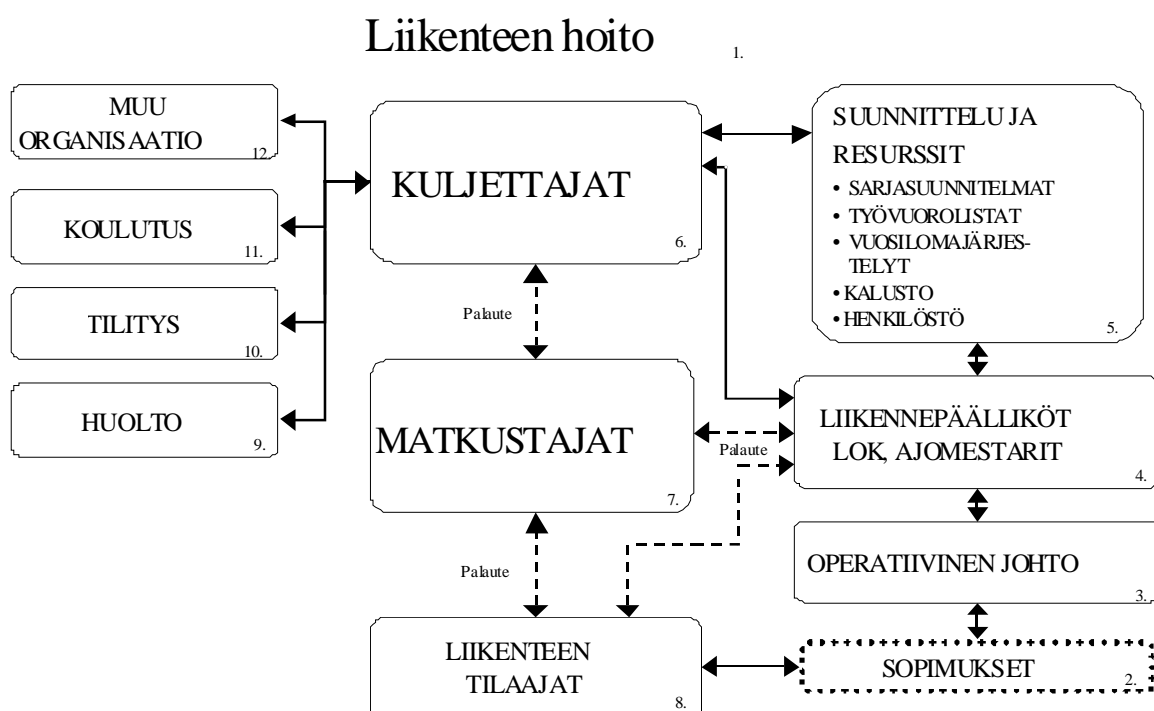 Liikenteen hoito
1.
MUU
ORGANISAATIO
12.
KOULUTUS
11.
TILITYS
10.
HUOLTO
9.
KULJETTAJAT
6.
Palaute
MATKUSTAJAT
7.
Palaute
LIIKENTEEN
TILAAJAT
8.
SUUNNITTELU JA
RESURSSIT
• SARJASUUNNITELMAT
• TYÖVUOROLISTAT
• VUOSILOMAJÄRJES-
TELYT
• KALUSTO
• HENKILÖSTÖ
5.
LIIKENNEPÄÄLLIKÖT
LOK, AJOMESTARIT
4.
Palaute
OPERATIIVINEN JOHTO
3.
SOPIMUKSET
2.